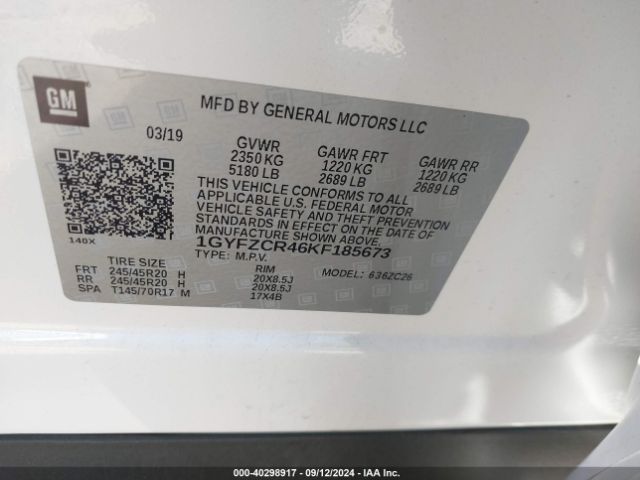 GM
MFD BY GENERAL MOTORS LLC
03/19
GVWR GAWR FRT GAWR RR
2350 KG 1220 KG 1220 KG
5180 LB 2689 LB 2689 LB
THIS VEHICLE CONFORMS TO ALL
APPLICABLE U.S. FEDERAL MOTOR
VEHICLE SAFETY AND THEFT PREVENTION
STANDARDS IN EFFECT ON THE DATE OF
MANUFACTURE SHOWN ABOVE.
1GYFZCR46KF185673
140X
TYPE: M.P.V. MODEL: 636ZC26
TIRE SIZE RIM
FRT 245/45R20 H 20X8.5J
RR 245/45R20 H 20X8.5J
SPA T145/70R17 M 17X4B
000-40298917 - 09/12/2024 - IAA Inc.